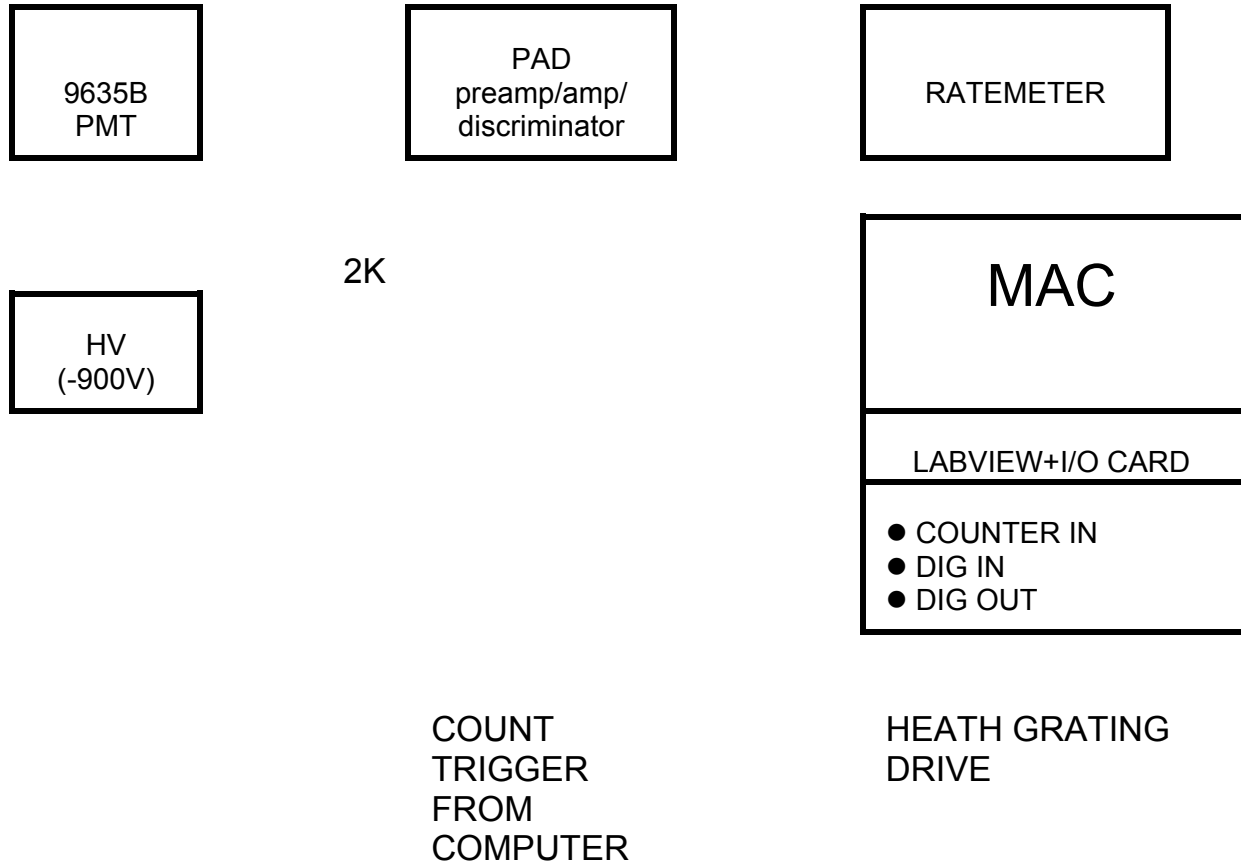 9635B
PMT
PAD
preamp/amp/
discriminator
RATEMETER
2K
HV
(-900V)
MAC
LABVIEW+I/O CARD
● COUNTER IN
● DIG IN
● DIG OUT
COUNT
TRIGGER
FROM
COMPUTER
HEATH GRATING
DRIVE